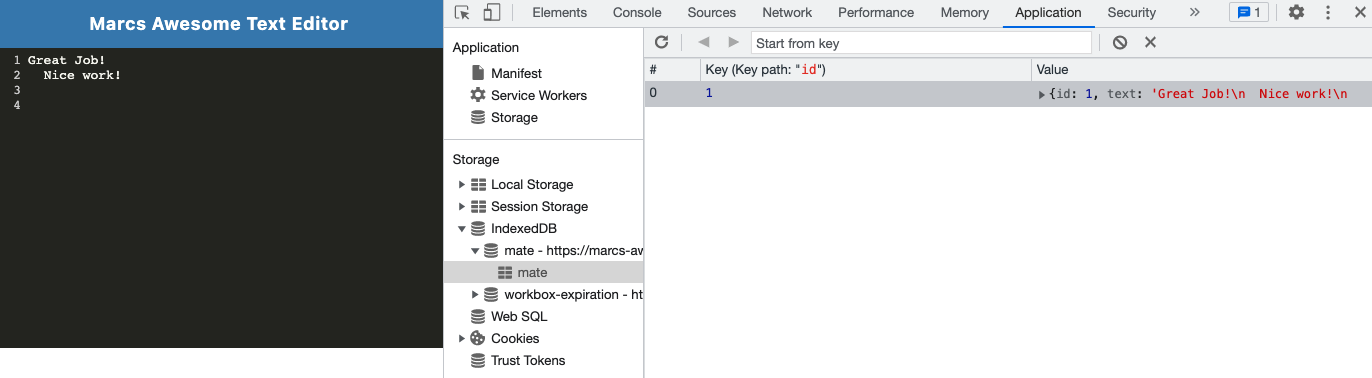 Marcs Awesome Text Editor
1 Great Job!
2   Nice work!
3
4
Elements Console Sources Network Performance Memory Application Security » 1
Application
Manifest
Service Workers
Storage
Storage
Local Storage
Session Storage
IndexedDB
mate - https://marcs-aw
mate
workbox-expiration - ht
Web SQL
Cookies
Trust Tokens
Start from key
# Key (Key path: "id") Value
0 1 {id: 1, text: 'Great Job!\n  Nice work!\n